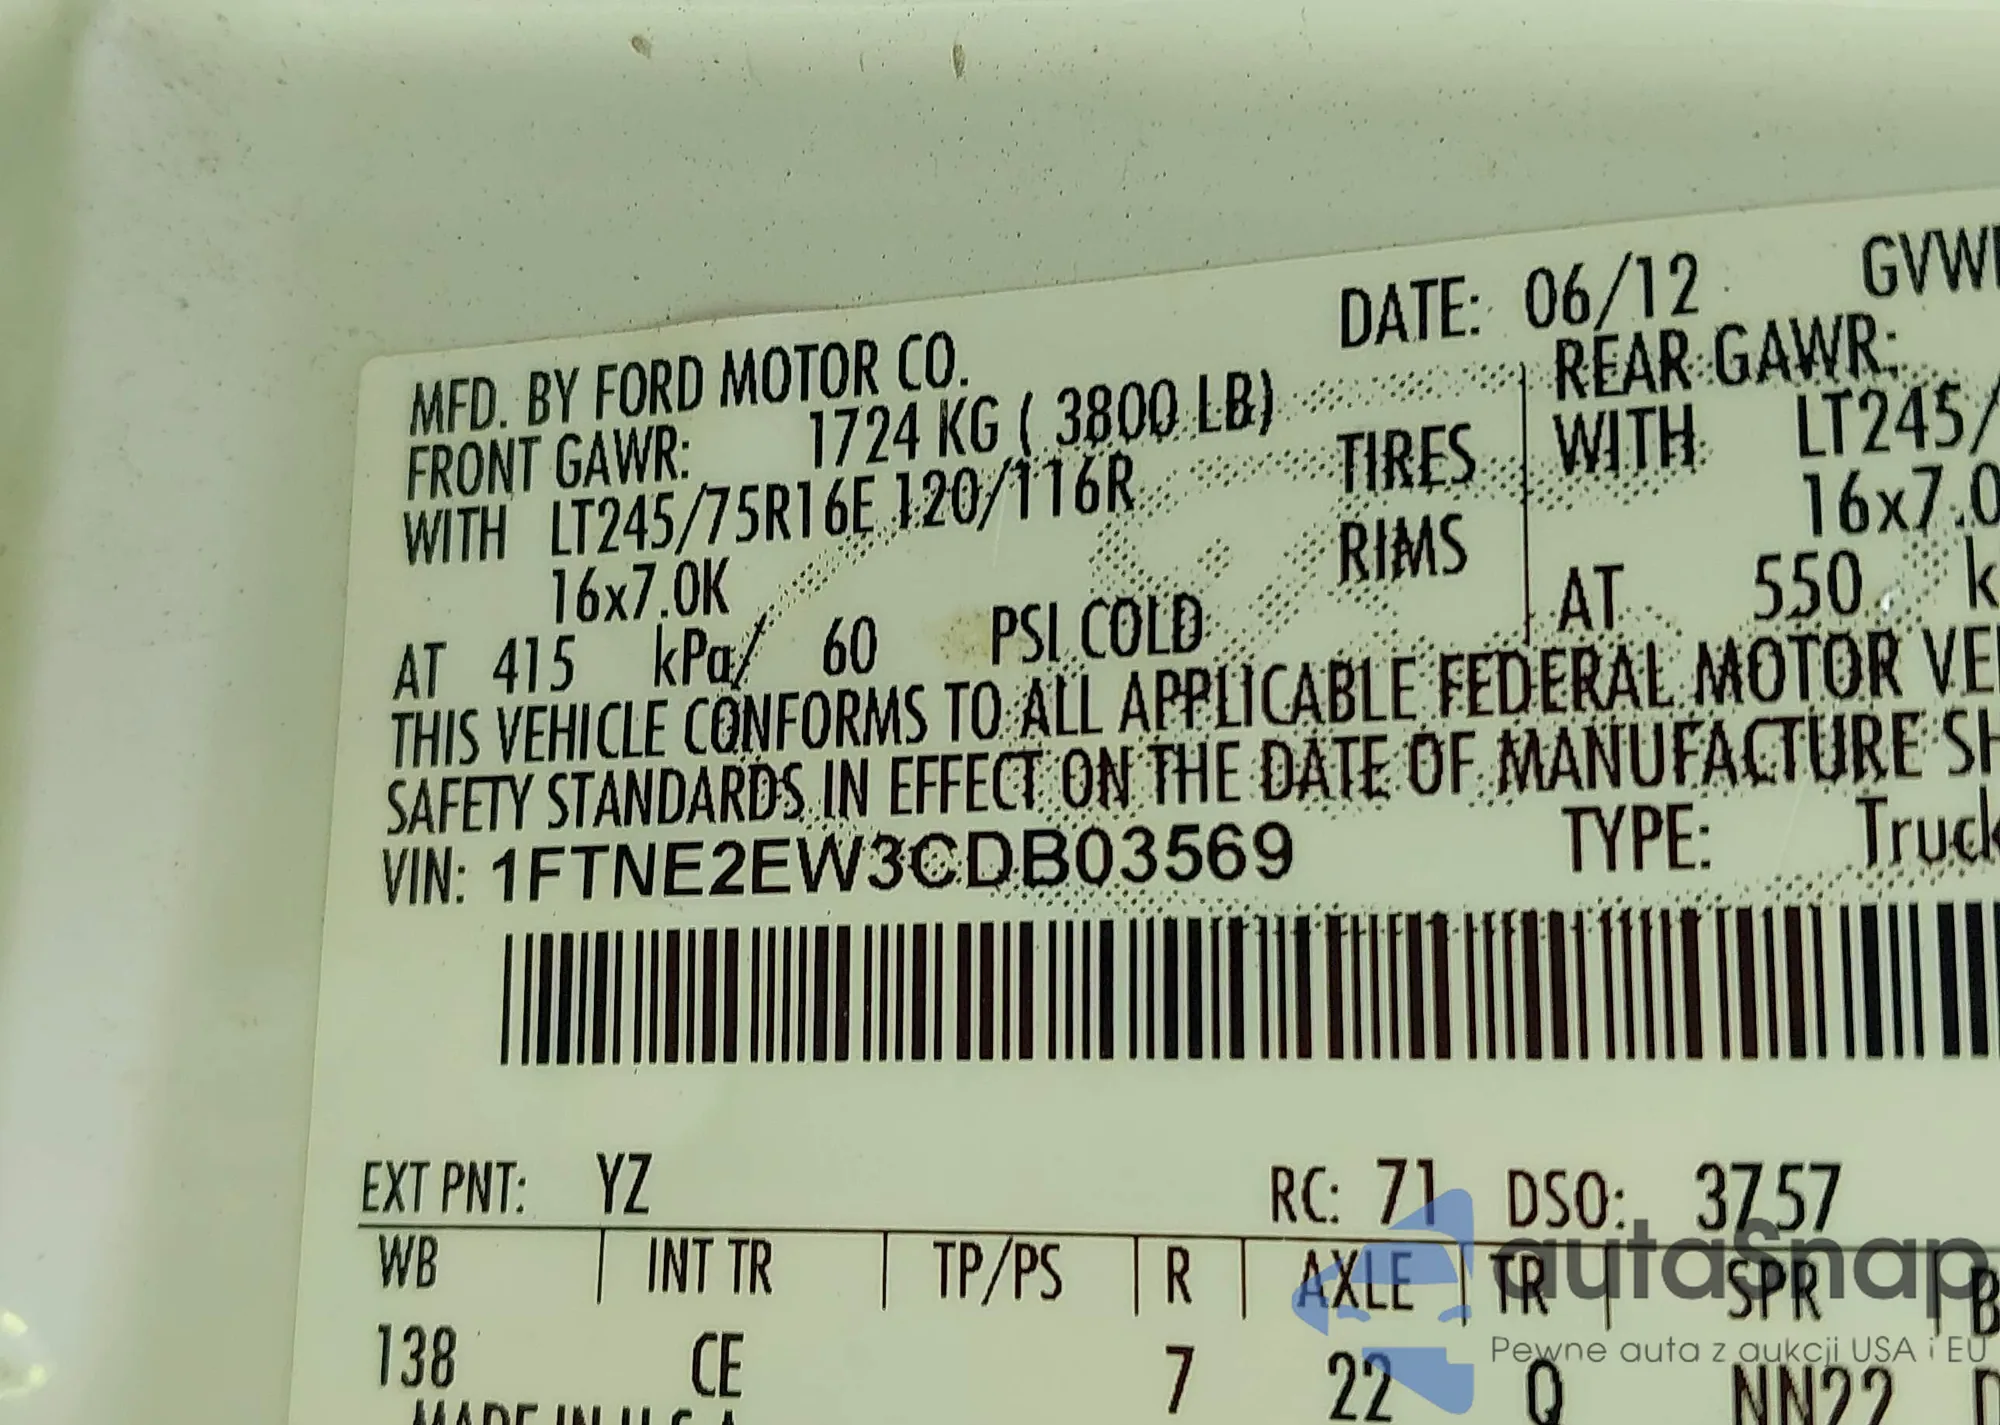 DATE: 06/12 GVW
MFD. BY FORD MOTOR CO.
FRONT GAWR: 1724 KG ( 3800 LB) REAR GAWR:
WITH LT245/75R16E 120/116R TIRES WITH LT245/
16x7.0K RIMS 16x7.0
AT 415 kPa/ 60 PSI COLD AT 550 k
THIS VEHICLE CONFORMS TO ALL APPLICABLE FEDERAL MOTOR VE
SAFETY STANDARDS IN EFFECT ON THE DATE OF MANUFACTURE SH
VIN: 1FTNE2EW3CDB03569 TYPE: Truck
EXT PNT: YZ RC: 71 DSO: 3757
WB INT TR TP/PS R AXLE TR SPR B
138 CE 7 22 Q NN22
MADE IN U.S.A.
autaSnap
Pewne auta z aukcji USA i EU